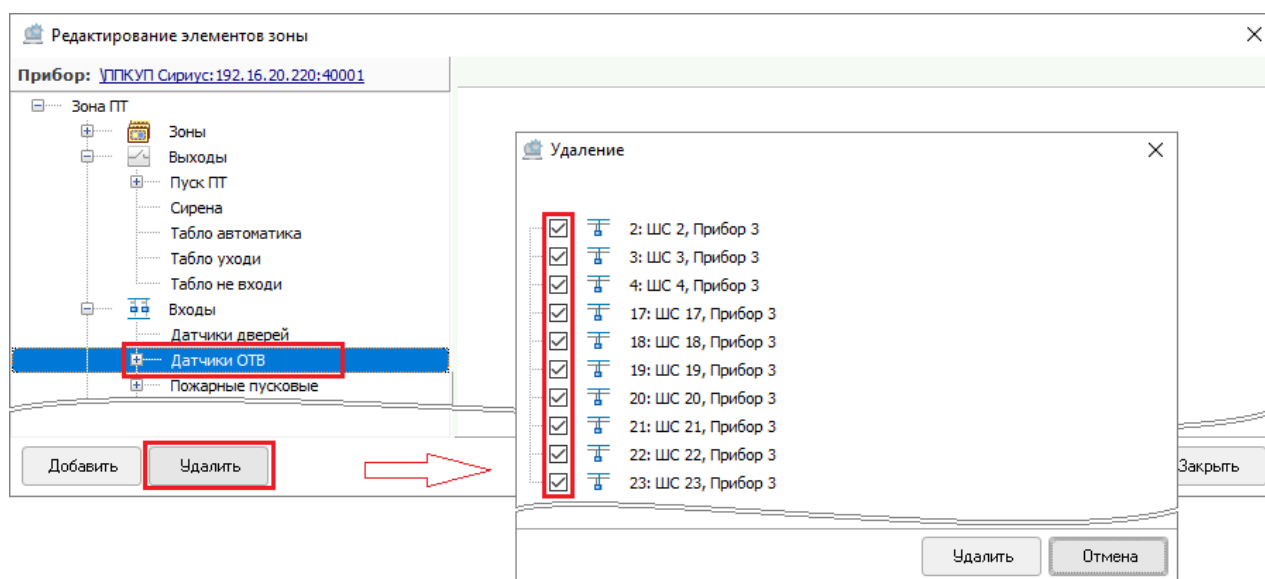 Редактирование элементов зоны
Прибор: \ППКУП Сириус:192.16.20.220:40001
Зона ПТ
Зоны
Выходы
Пуск ПТ
Сирена
Табло автоматика
Табло уходи
Табло не входи
Входы
Датчики дверей
Датчики ОТВ
Пожарные пусковые
Добавить
Удалить
Закрыть
Удаление
2: ШС 2, Прибор 3
3: ШС 3, Прибор 3
4: ШС 4, Прибор 3
17: ШС 17, Прибор 3
18: ШС 18, Прибор 3
19: ШС 19, Прибор 3
20: ШС 20, Прибор 3
21: ШС 21, Прибор 3
22: ШС 22, Прибор 3
23: ШС 23, Прибор 3
Удалить
Отмена